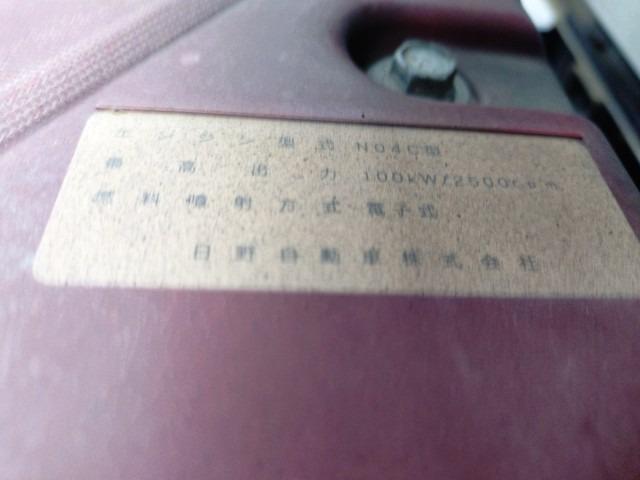 エンジン型式 N04C型
最高出力 100kW/2500rpm
燃料噴射方式 電子式
日野自動車株式会社